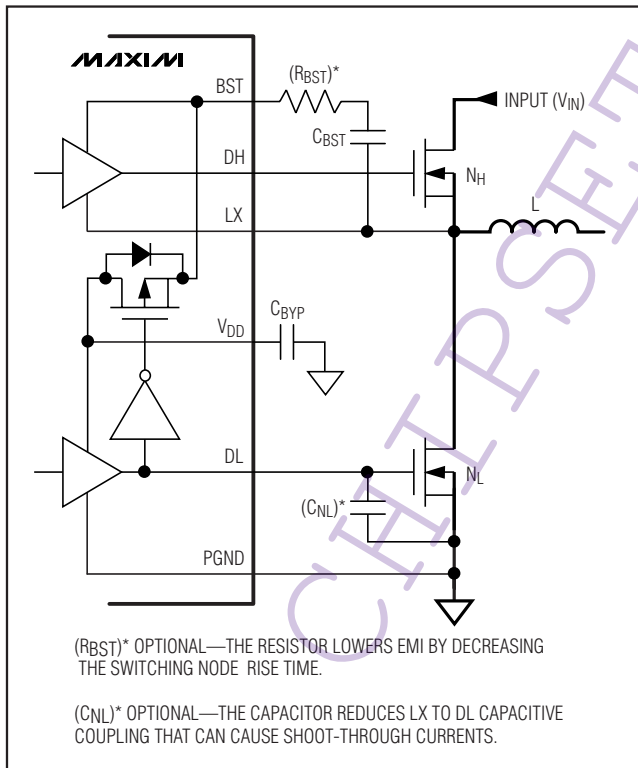 MAXIM
BST
(RBST)*
INPUT (VIN)
CBST
DH
NH
L
LX
CBYP
VDD
DL
NL
(CNL)*
PGND
(RBST)* OPTIONAL—THE RESISTOR LOWERS EMI BY DECREASING
THE SWITCHING NODE RISE TIME.
(CNL)* OPTIONAL—THE CAPACITOR REDUCES LX TO DL CAPACITIVE
COUPLING THAT CAN CAUSE SHOOT-THROUGH CURRENTS.
CHIPSET